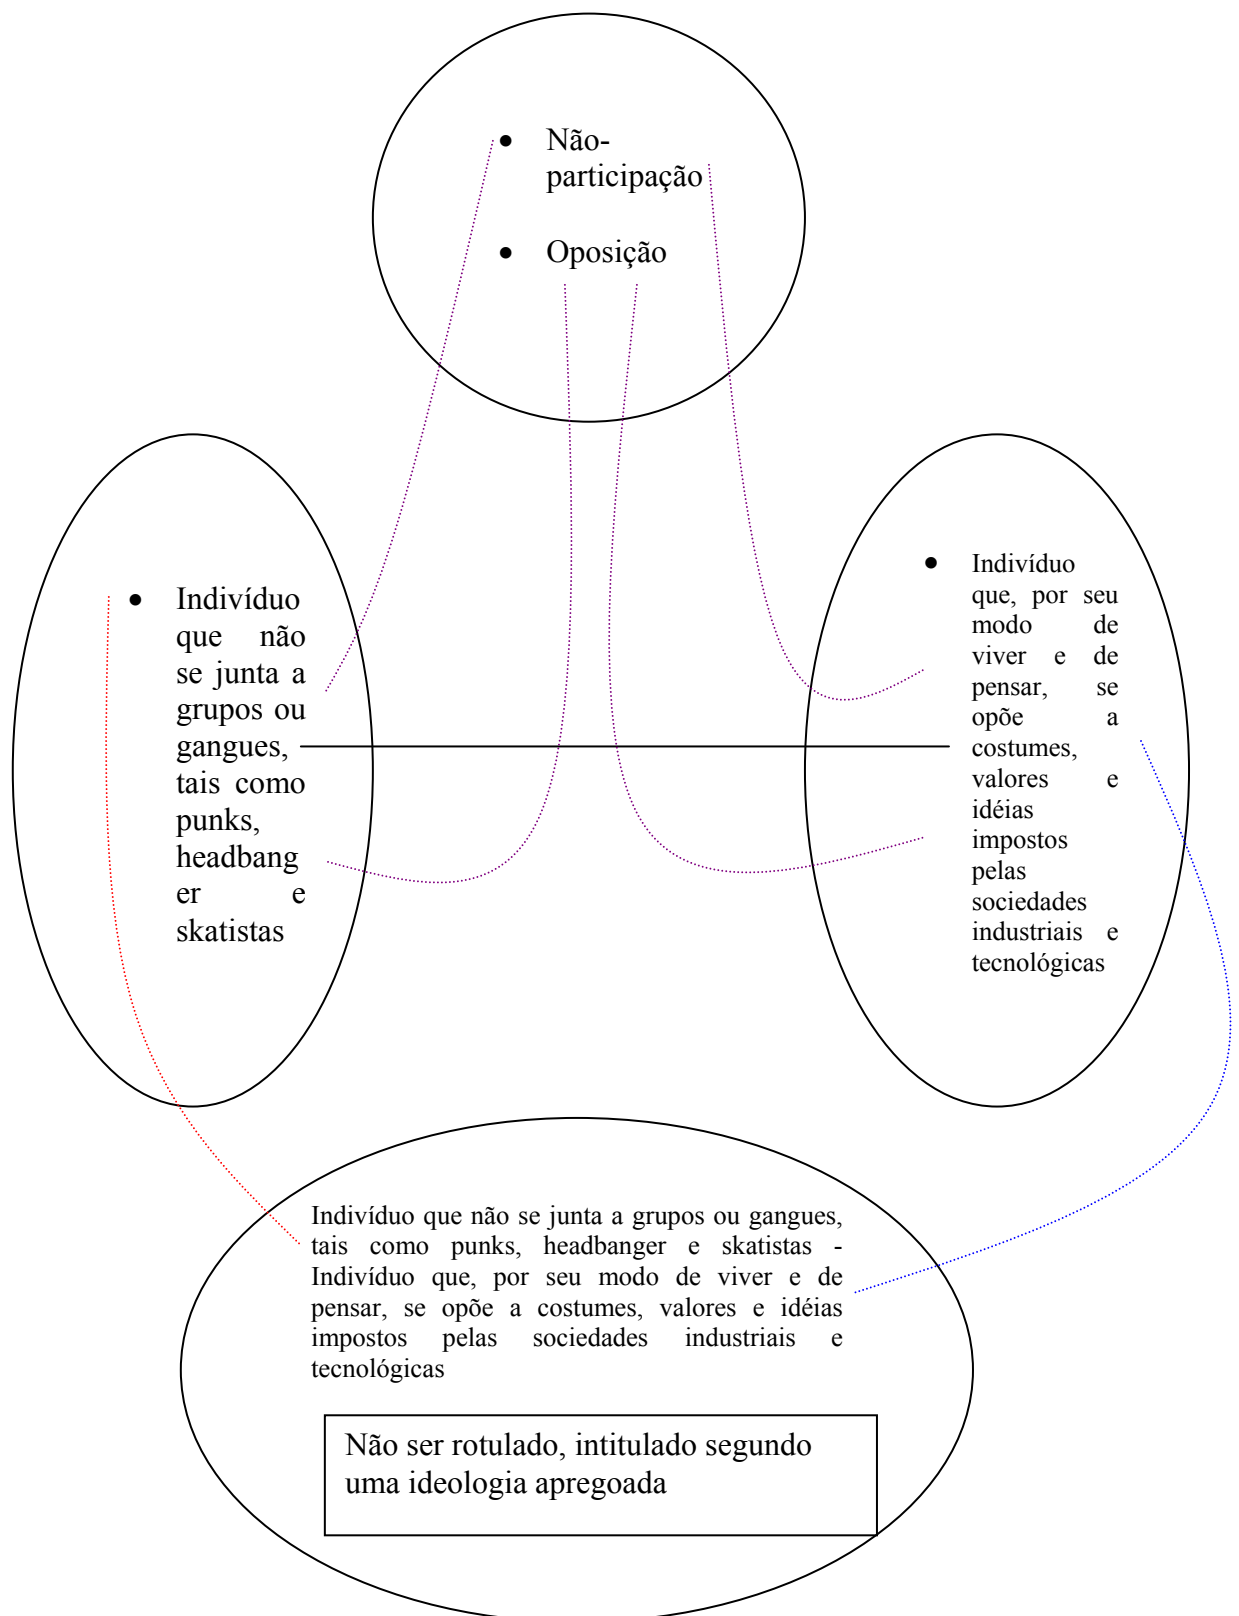 • Não-
participação
• Oposição
• Indivíduo
que não
se junta a
grupos ou
gangues,
tais como
punks,
headbang
er e
skatistas
• Indivíduo
que, por seu
modo de
viver e de
pensar, se
opõe a
costumes,
valores e
idéias
impostos
pelas
sociedades
industriais e
tecnológicas
Indivíduo que não se junta a grupos ou gangues,
tais como punks, headbanger e skatistas -
Indivíduo que, por seu modo de viver e de
pensar, se opõe a costumes, valores e idéias
impostos pelas sociedades industriais e
tecnológicas
Não ser rotulado, intitulado segundo
uma ideologia apregoada